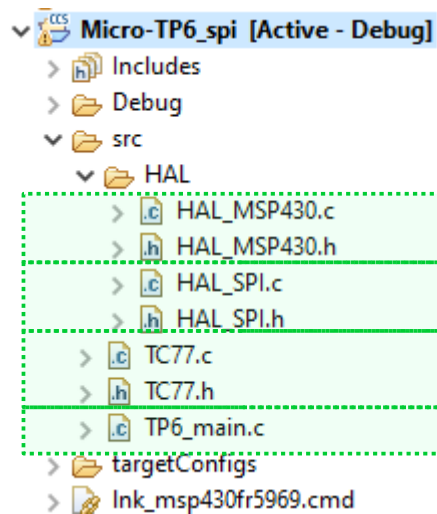 Micro-TP6_spi [Active - Debug]
Includes
Debug
src
HAL
.c HAL_MSP430.c
.h HAL_MSP430.h
.c HAL_SPI.c
.h HAL_SPI.h
.c TC77.c
.h TC77.h
.c TP6_main.c
targetConfigs
lnk_msp430fr5969.cmd